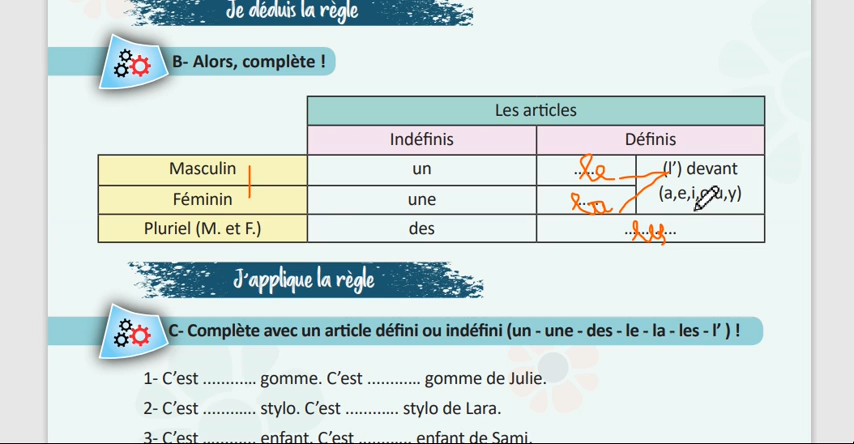 Je déduis la règle
B- Alors, complète !
Les articles
Indéfinis Définis
Masculin un le (l') devant
(a,e,i,o,u,y)
Féminin une la
Pluriel (M. et F.) des ............
J'applique la règle
C- Complète avec un article défini ou indéfini (un - une - des - le - la - les - l' ) !
1- C'est ............ gomme. C'est ............ gomme de Julie.
2- C'est ............ stylo. C'est ............ stylo de Lara.
3- C'est ............ enfant. C'est ............ enfant de Sami.